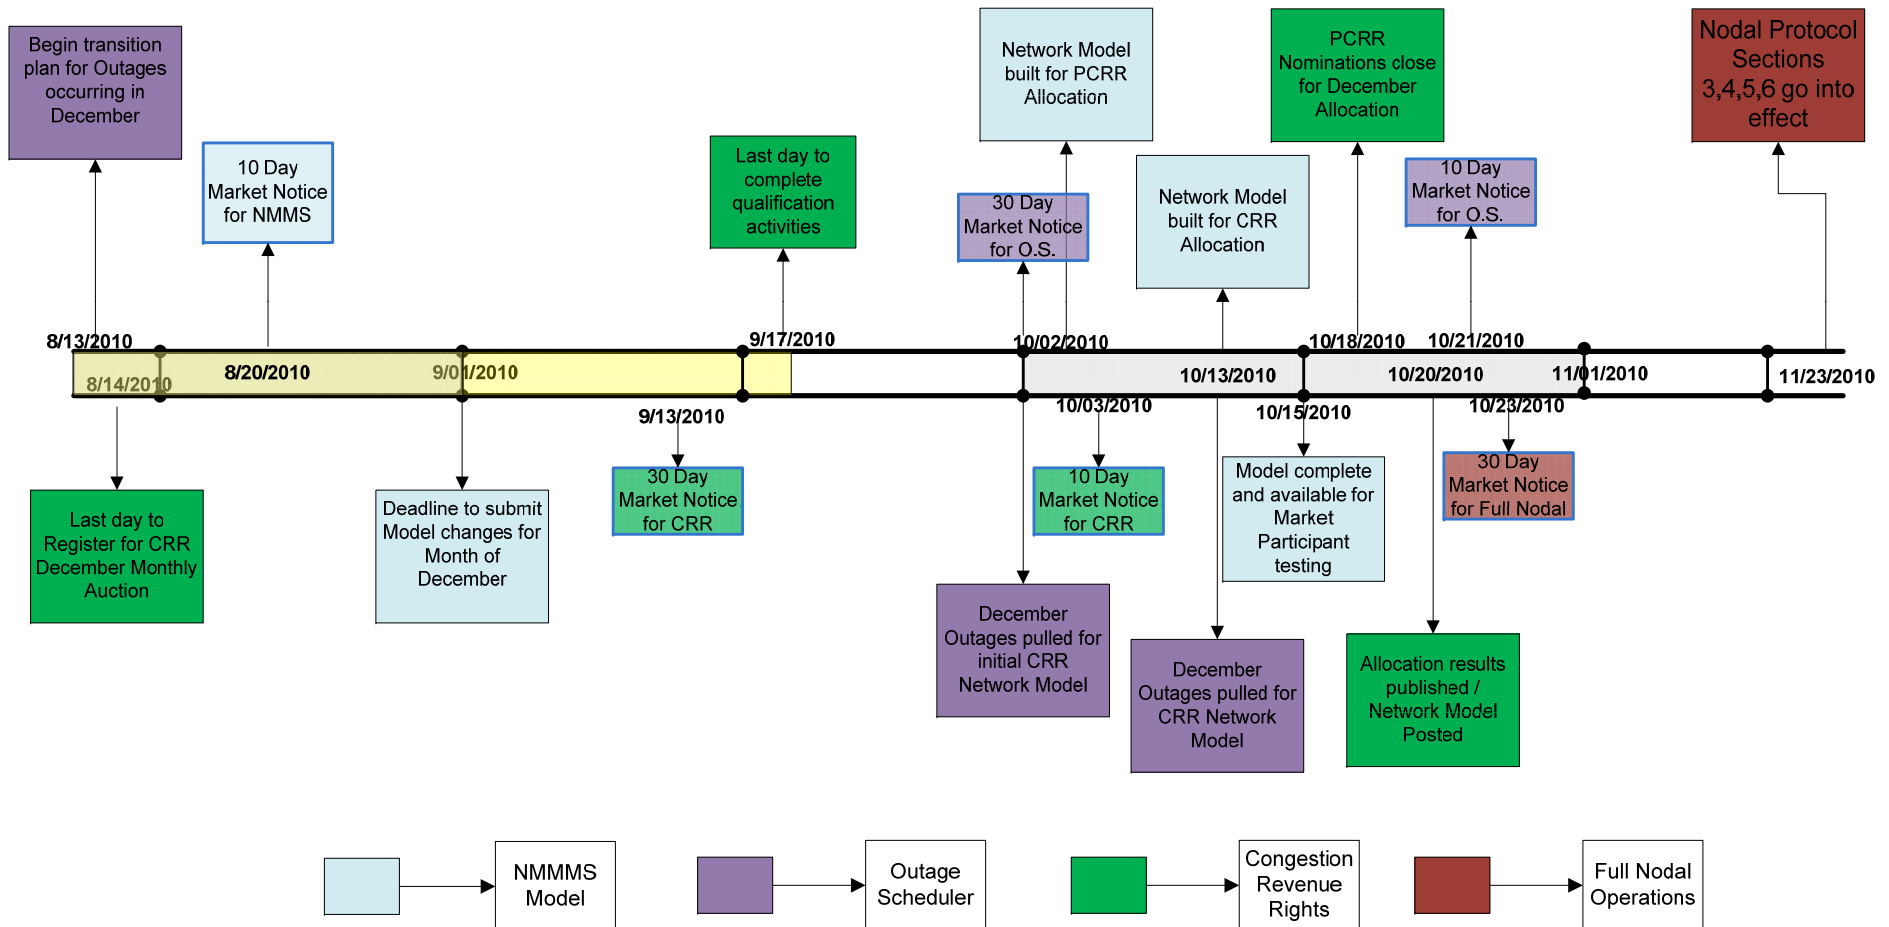 Begin transition
plan for Outages
occurring in
December
10 Day
Market Notice
for NMMS
Last day to
complete
qualification
activities
30 Day
Market Notice
for O.S.
Network Model
built for PCRR
Allocation
Network Model
built for CRR
Allocation
PCRR
Nominations close
for December
Allocation
10 Day
Market Notice
for O.S.
Nodal Protocol
Sections
3,4,5,6 go into
effect
8/13/2010
9/17/2010
10/02/2010
10/18/2010
10/21/2010
8/14/2010
8/20/2010
9/01/2010
10/13/2010
10/20/2010
11/01/2010
11/23/2010
9/13/2010
10/03/2010
10/15/2010
10/23/2010
Last day to
Register for CRR
December Monthly
Auction
Deadline to submit
Model changes for
Month of
December
30 Day
Market Notice
for CRR
December
Outages pulled for
initial CRR
Network Model
10 Day
Market Notice
for CRR
December
Outages pulled for
CRR Network
Model
Model complete
and available for
Market
Participant
testing
Allocation results
published /
Network Model
Posted
30 Day
Market Notice
for Full Nodal
NMMMS
Model
Outage
Scheduler
Congestion
Revenue
Rights
Full Nodal
Operations